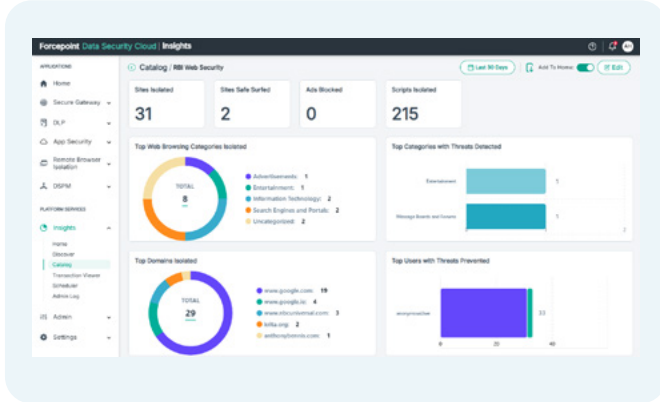 Forcepoint Data Security Cloud | Insights
APPLICATIONS
Home
Secure Gateway
DLP
App Security
Remote Browser
Isolation
DSPM
PLATFORM SERVICES
Insights
Home
Discover
Catalog
Transaction Viewer
Scheduler
Admin Log
Admin
Settings
Catalog / RBI Web Security
Last 30 Days
Add To Home
Edit
Sites Isolated
31
Sites Safe Surfed
2
Ads Blocked
0
Scripts Isolated
215
Top Web Browsing Categories Isolated
TOTAL
8
Advertisements: 1
Entertainment: 1
Information Technology: 2
Search Engines and Portals: 2
Uncategorized: 2
Top Categories with Threats Detected
Entertainment
1
Message Boards and Forums
1
2
Top Domains Isolated
TOTAL
29
www.google.com: 19
www.google.io: 4
www.nbcuniversal.com: 3
2
1
Top Users with Threats Prevented
33
0
20
40